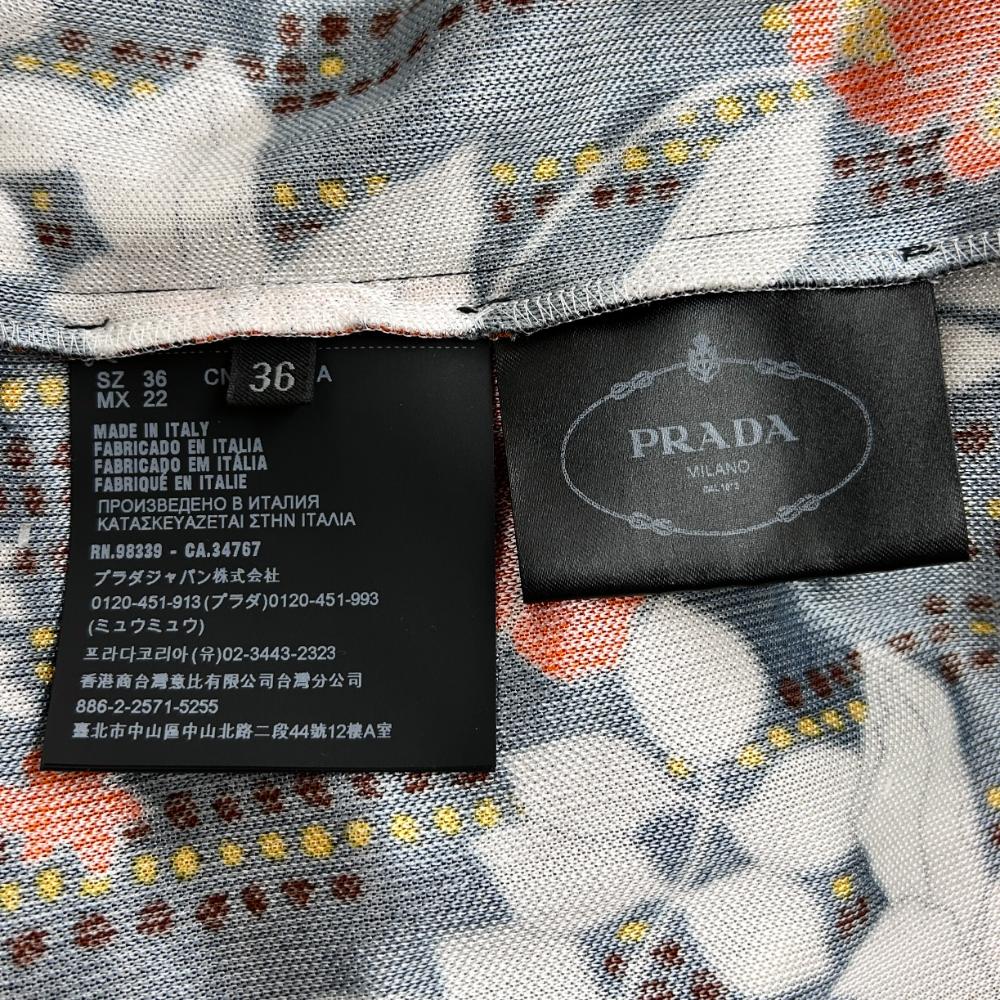 SZ 36 CN A
MX 22
36
MADE IN ITALY
FABRICADO EN ITALIA
FABRICADO EM ITÁLIA
FABRIQUÉ EN ITALIE
ПРОИЗВЕДЕНО В ИТАЛИЯ
ΚΑΤΑΣΚΕΥΑΖΕΤΑΙ ΣΤΗΝ ΙΤΑΛΙΑ
RN.98339 - CA.34767
プラダジャパン株式会社
0120-451-913(プラダ)0120-451-993
(ミュウミュウ)
프라다코리아(유)02-3443-2323
香港商台灣意比有限公司台灣分公司
886-2-2571-5255
臺北市中山區中山北路二段44號12樓A室
PRADA
MILANO
DAL